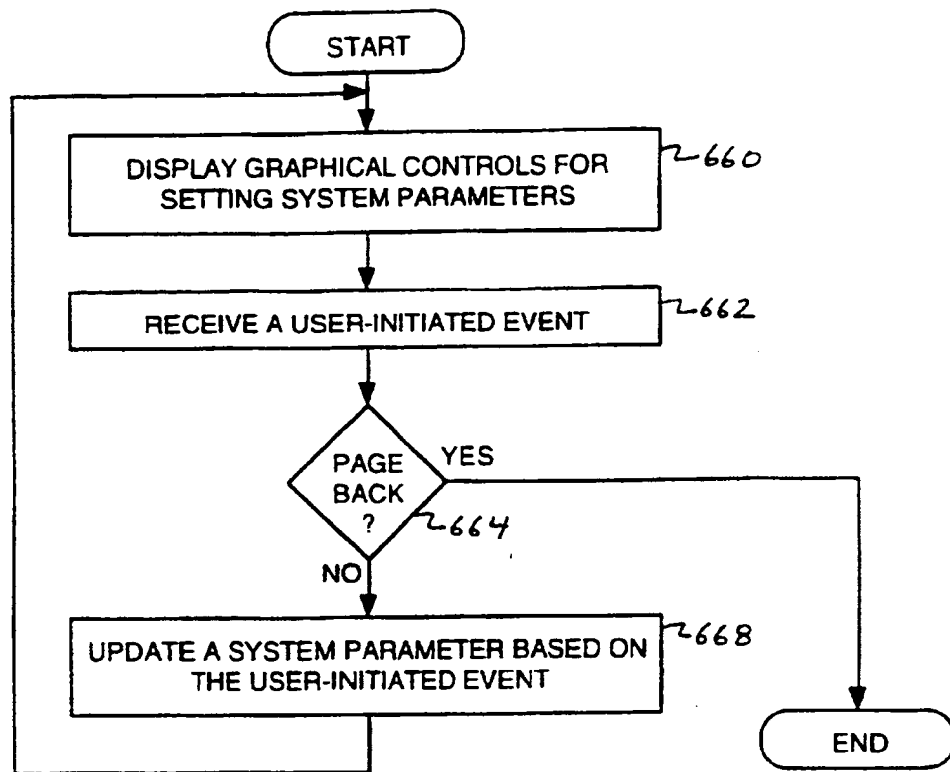 START
DISPLAY GRAPHICAL CONTROLS FOR
SETTING SYSTEM PARAMETERS
660
RECEIVE A USER-INITIATED EVENT
662
PAGE
BACK
?
YES
664
NO
UPDATE A SYSTEM PARAMETER BASED ON
THE USER-INITIATED EVENT
668
END